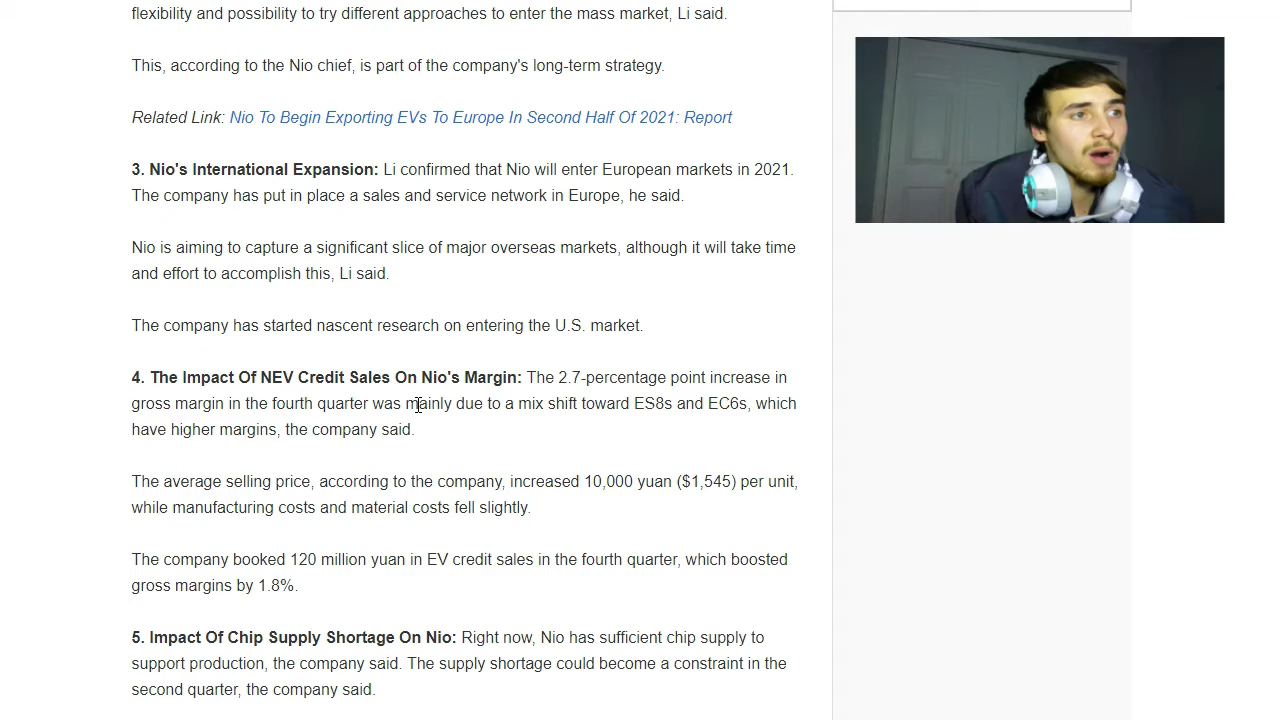 flexibility and possibility to try different approaches to enter the mass market, Li said.
This, according to the Nio chief, is part of the company's long-term strategy.
Related Link: Nio To Begin Exporting EVs To Europe In Second Half Of 2021: Report
3. Nio's International Expansion: Li confirmed that Nio will enter European markets in 2021.
The company has put in place a sales and service network in Europe, he said.
Nio is aiming to capture a significant slice of major overseas markets, although it will take time
and effort to accomplish this, Li said.
The company has started nascent research on entering the U.S. market.
4. The Impact Of NEV Credit Sales On Nio's Margin: The 2.7-percentage point increase in
gross margin in the fourth quarter was mainly due to a mix shift toward ES8s and EC6s, which
have higher margins, the company said.
The average selling price, according to the company, increased 10,000 yuan ($1,545) per unit,
while manufacturing costs and material costs fell slightly.
The company booked 120 million yuan in EV credit sales in the fourth quarter, which boosted
gross margins by 1.8%.
5. Impact Of Chip Supply Shortage On Nio: Right now, Nio has sufficient chip supply to
support production, the company said. The supply shortage could become a constraint in the
second quarter, the company said.